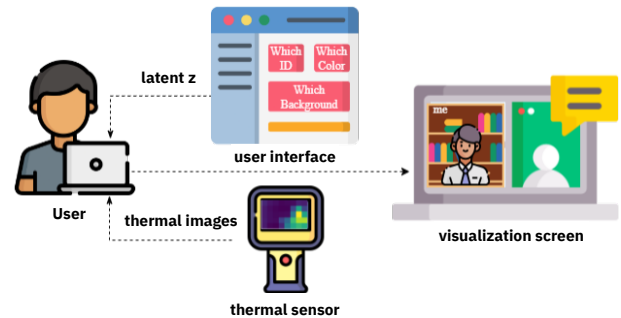 Which
ID
Which
Color
Which
Background
latent z
user interface
me
User
thermal images
visualization screen
thermal sensor